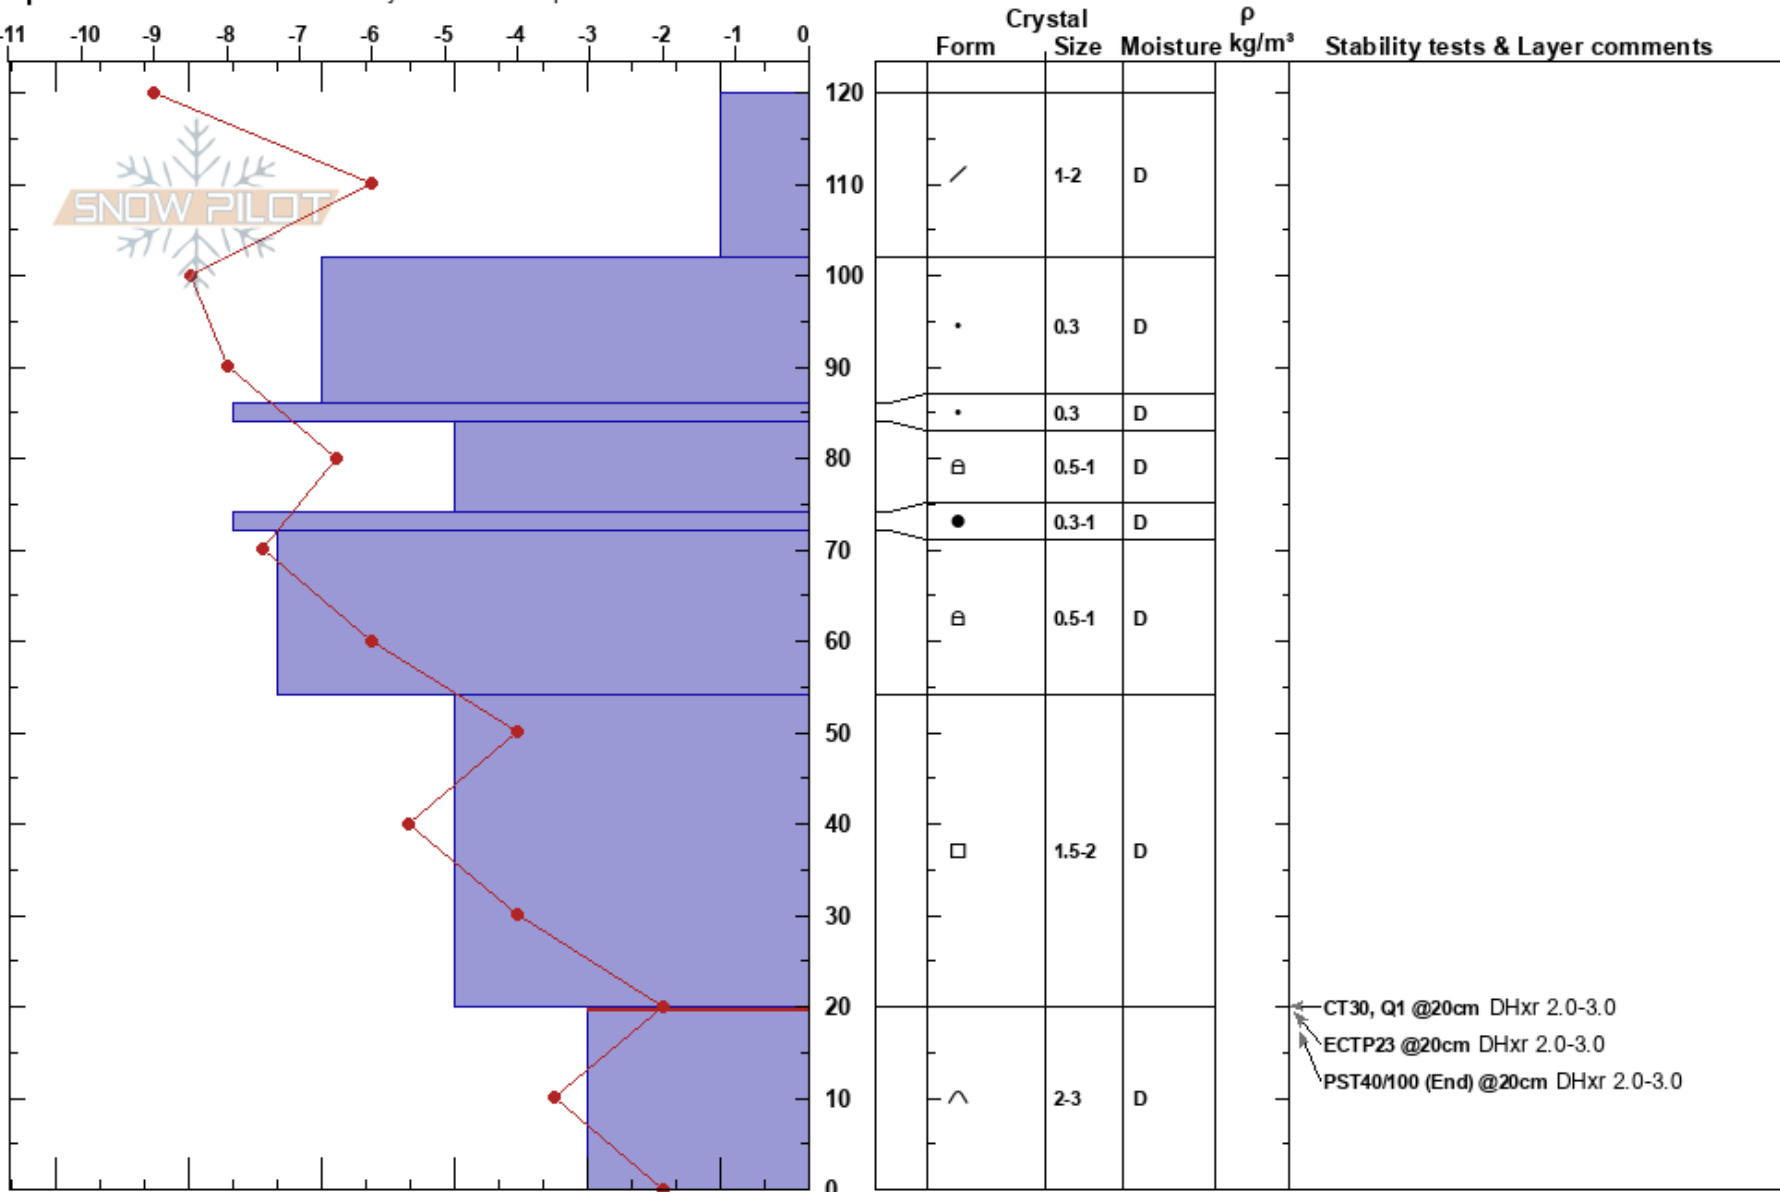 Crystal
ρ
Form Size Moisture kg/m³ Stability tests & Layer comments
-11 -10 -9 -8 -7 -6 -5 -4 -3 -2 -1 0
120
SNOW PILOT
110
1-2 D
100
0.3 D
90
0.3 D
80
0.5-1 D
0.3-1 D
70
0.5-1 D
60
50
40
1.5-2 D
30
20
CT30, Q1 @20cm DHxr 2.0-3.0
ECTP23 @20cm DHxr 2.0-3.0
PST40/100 (End) @20cm DHxr 2.0-3.0
10
2-3 D
0